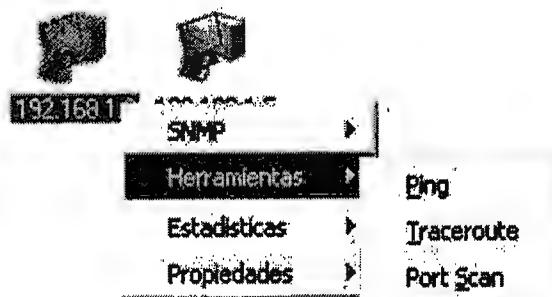 192.168.1
SNMP
Herramientas
Ping
Estadisticas
Traceroute
Propiedades
Port Scan